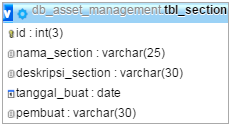 v db_asset_management.tbl_section
id : int(3)
nama_section : varchar(25)
deskripsi_section : varchar(30)
tanggal_buat : date
pembuat : varchar(30)